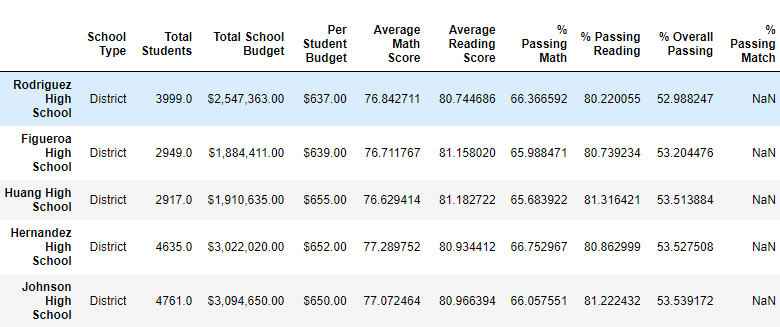 School Type Total Students Total School Budget Per Student Budget Average Math Score Average Reading Score % Passing Math % Passing Reading % Overall Passing % Passing Match
Rodriguez High School District 3999.0 $2,547,363.00 $637.00 76.842711 80.744686 66.366592 80.220055 52.988247 NaN
Figueroa High School District 2949.0 $1,884,411.00 $639.00 76.711767 81.158020 65.988471 80.739234 53.204476 NaN
Huang High School District 2917.0 $1,910,635.00 $655.00 76.629414 81.182722 65.683922 81.316421 53.513884 NaN
Hernandez High School District 4635.0 $3,022,020.00 $652.00 77.289752 80.934412 66.752967 80.862999 53.527508 NaN
Johnson High School District 4761.0 $3,094,650.00 $650.00 77.072464 80.966394 66.057551 81.222432 53.539172 NaN